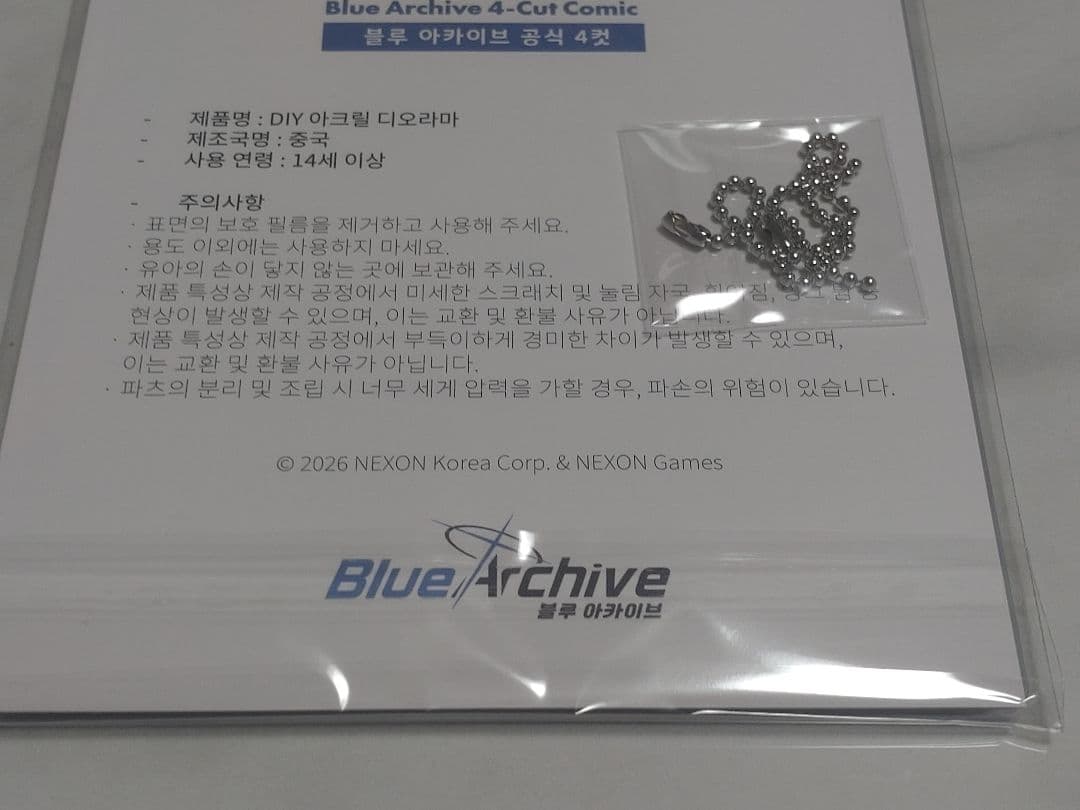 Blue Archive 4-Cut Comic
블루 아카이브 공식 4컷
- 제품명 : DIY 아크릴 디오라마
- 제조국명 : 중국
- 사용 연령 : 14세 이상
- 주의사항
· 표면의 보호 필름을 제거하고 사용해 주세요.
· 용도 이외에는 사용하지 마세요.
· 유아의 손이 닿지 않는 곳에 보관해 주세요.
· 제품 특성상 제작 공정에서 미세한 스크래치 및 눌림 자국,
현상이 발생할 수 있으며, 이는 교환 및 환불 사유가 아닙니다.
· 제품 특성상 제작 공정에서 부득이하게 경미한 차이가 발생할 수 있으며,
이는 교환 및 환불 사유가 아닙니다.
· 파츠의 분리 및 조립 시 너무 세게 압력을 가할 경우, 파손의 위험이 있습니다.
© 2026 NEXON Korea Corp. & NEXON Games
Blue Archive
블루 아카이브